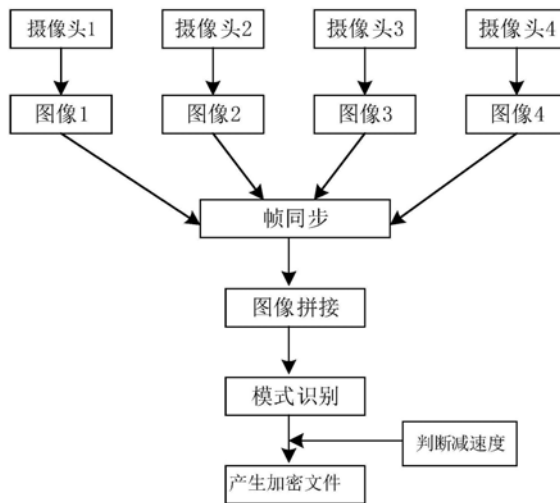 摄像头1
摄像头2
摄像头3
摄像头4
图像1
图像2
图像3
图像4
帧同步
图像拼接
模式识别
判断减速度
产生加密文件